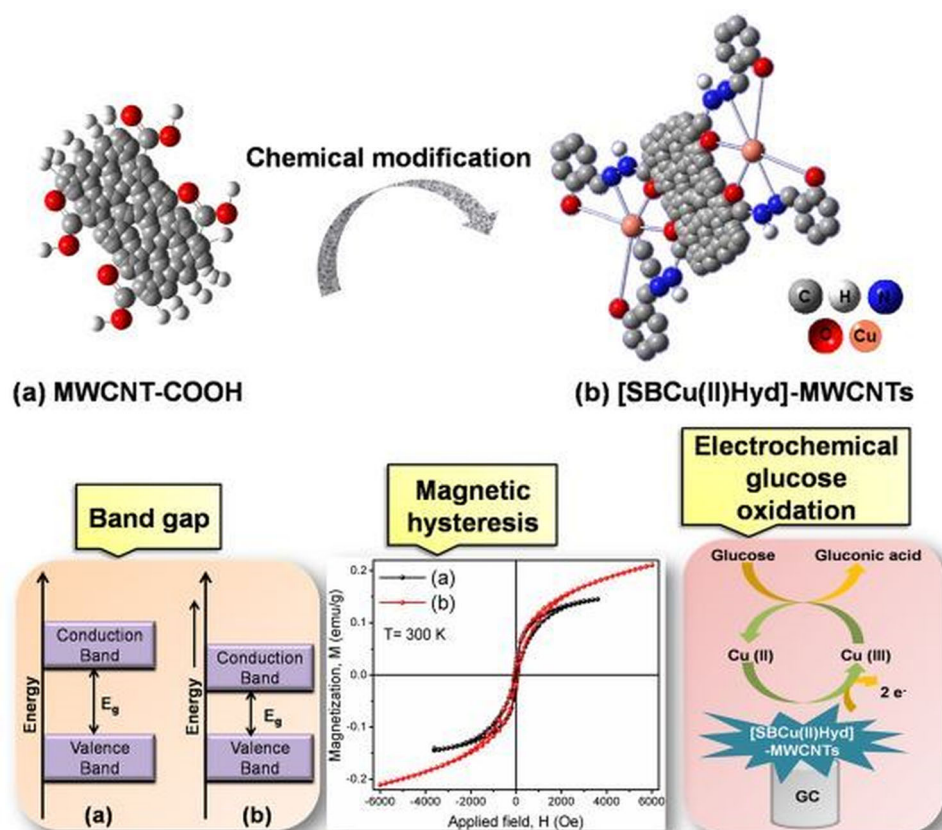 Chemical modification
C H N
O Cu
(a) MWCNT-COOH
(b) [SBCu(II)Hyd]-MWCNTs
Band gap
Energy
Conduction
Band
Eg
Valence
Band
(a)
Energy
Conduction
Band
Eg
Valence
Band
(b)
Magnetic
hysteresis
Magnetization, M (emu/g)
0.2
0.1
0.0
-0.1
-0.2
(a)
(b)
T= 300 K
-6000 -4000 -2000 0 2000 4000 6000
Applied field, H (Oe)
Electrochemical
glucose
oxidation
Glucose
Gluconic acid
Cu (II)
Cu (III)
2 e-
[SBCu(II)Hyd]
-MWCNTs
GC